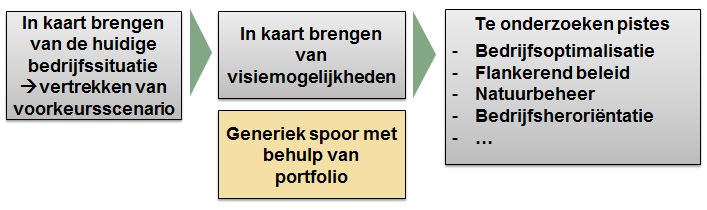 In kaart brengen
van de huidige
bedrijfssituatie
→vertrekken van
voorkeursscenario
In kaart brengen
van
visiemogelijkheden
Generiek spoor met
behulp van
portfolio
Te onderzoeken pistes
- Bedrijfsoptimalisatie
- Flankerend beleid
- Natuurbeheer
- Bedrijfsheroriëntatie
- …